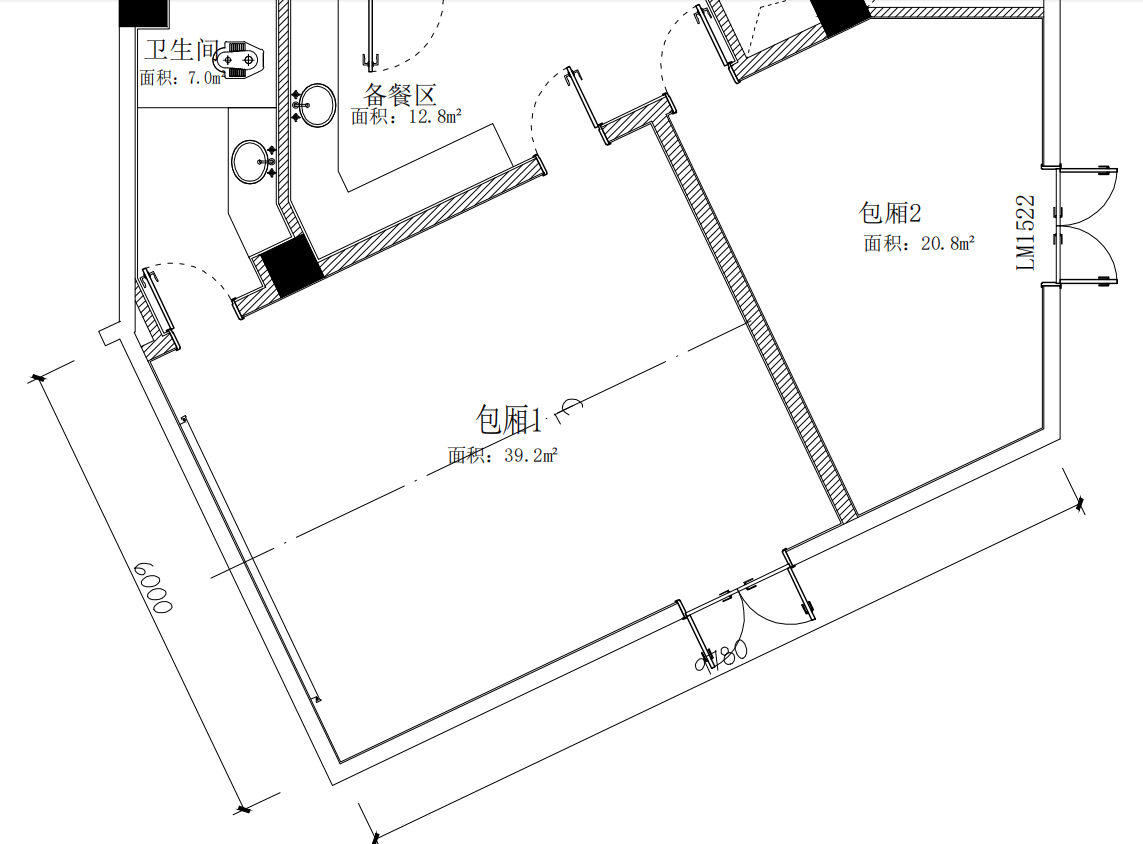 卫生间
面积: 7.0m²
备餐区
面积: 12.8m²
包厢2
面积: 20.8m²
LM1522
包厢1
面积: 39.2m²
6000